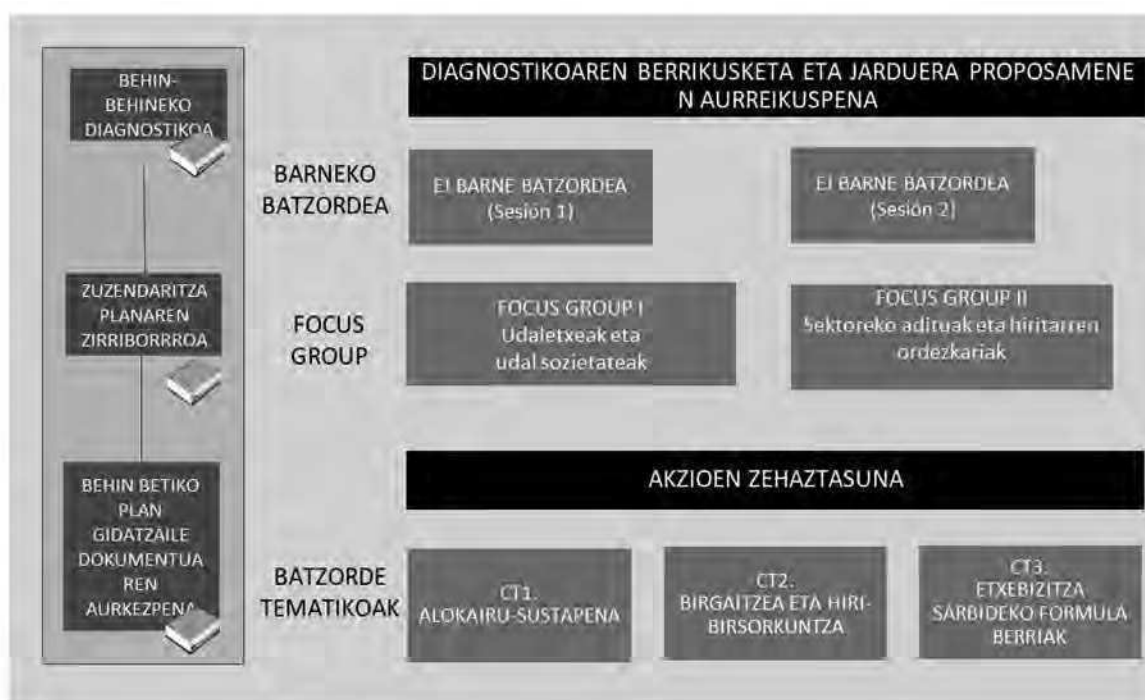 BEHIN-
BEHINEKO
DIAGNOSTIKOA
ZUZENDARITZA
PLANAREN
ZIRRIBORRROA
BEHIN BETIKO
PLAN
GIDATZAILE
DOKUMENTUA
REN
AURKEZPENA
DIAGNOSTIKOAREN BERRIKUSKETA ETA JARDUERA PROPOSAMENE
N AURREIKUSPENA
BARNEKO
BATZORDEA
EJ BARNE BATZORDEA
(Sesión 1)
EJ BARNE BATZORDEA
(Sesión 2)
FOCUS
GROUP
FOCUS GROUP I
Udaletxeak eta
udal sozietateak
FOCUS GROUP II
Sektoreko adituak eta hiritarren
ordezkariak
AKZIOEN ZEHAZTASUNA
BATZORDE
TEMATIKOAK
CT1.
ALOKAIRU-SUSTAPENA
CT2.
BIRGAITZEA ETA HIRI-
BIRSORKUNTZA
CT3.
ETXEBIZITZA
SARBIDEKO FORMULA
BERRIAK